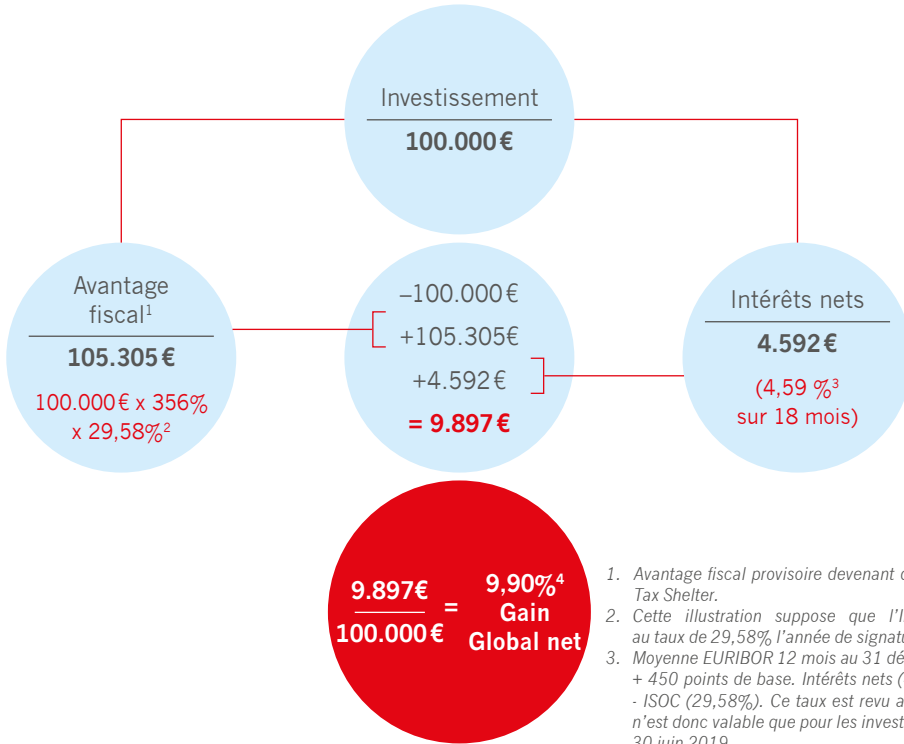 Investissement
100.000 €
Avantage
fiscal1
105.305 €
100.000 € x 356%
x 29,58%2
–100.000 €
+105.305€
+4.592 €
= 9.897 €
Intérêts nets
4.592 €
(4,59 %3
sur 18 mois)
9.897€
100.000 €
=
9,90%4
Gain
Global net
1. Avantage fiscal provisoire devenant
Tax Shelter.
2. Cette illustration suppose que
au taux de 29,58% l'année de
3. Moyenne EURIBOR 12 mois au 31
+ 450 points de base. Intérêts nets (
- ISOC (29,58%). Ce taux est revu
n'est donc valable que pour les
30 juin 2019.